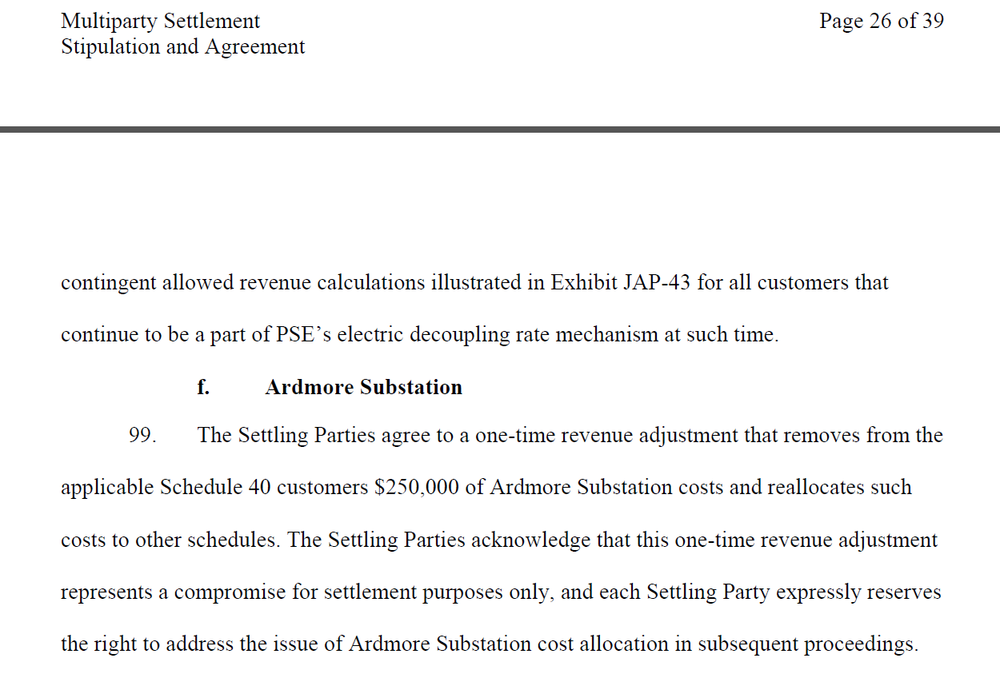 Multiparty Settlement Page 26 of 39
Stipulation and Agreement
contingent allowed revenue calculations illustrated in Exhibit JAP-43 for all customers that
continue to be a part of PSE’s electric decoupling rate mechanism at such time.
f. Ardmore Substation
99. The Settling Parties agree to a one-time revenue adjustment that removes from the
applicable Schedule 40 customers $250,000 of Ardmore Substation costs and reallocates such
costs to other schedules. The Settling Parties acknowledge that this one-time revenue adjustment
represents a compromise for settlement purposes only, and each Settling Party expressly reserves
the right to address the issue of Ardmore Substation cost allocation in subsequent proceedings.